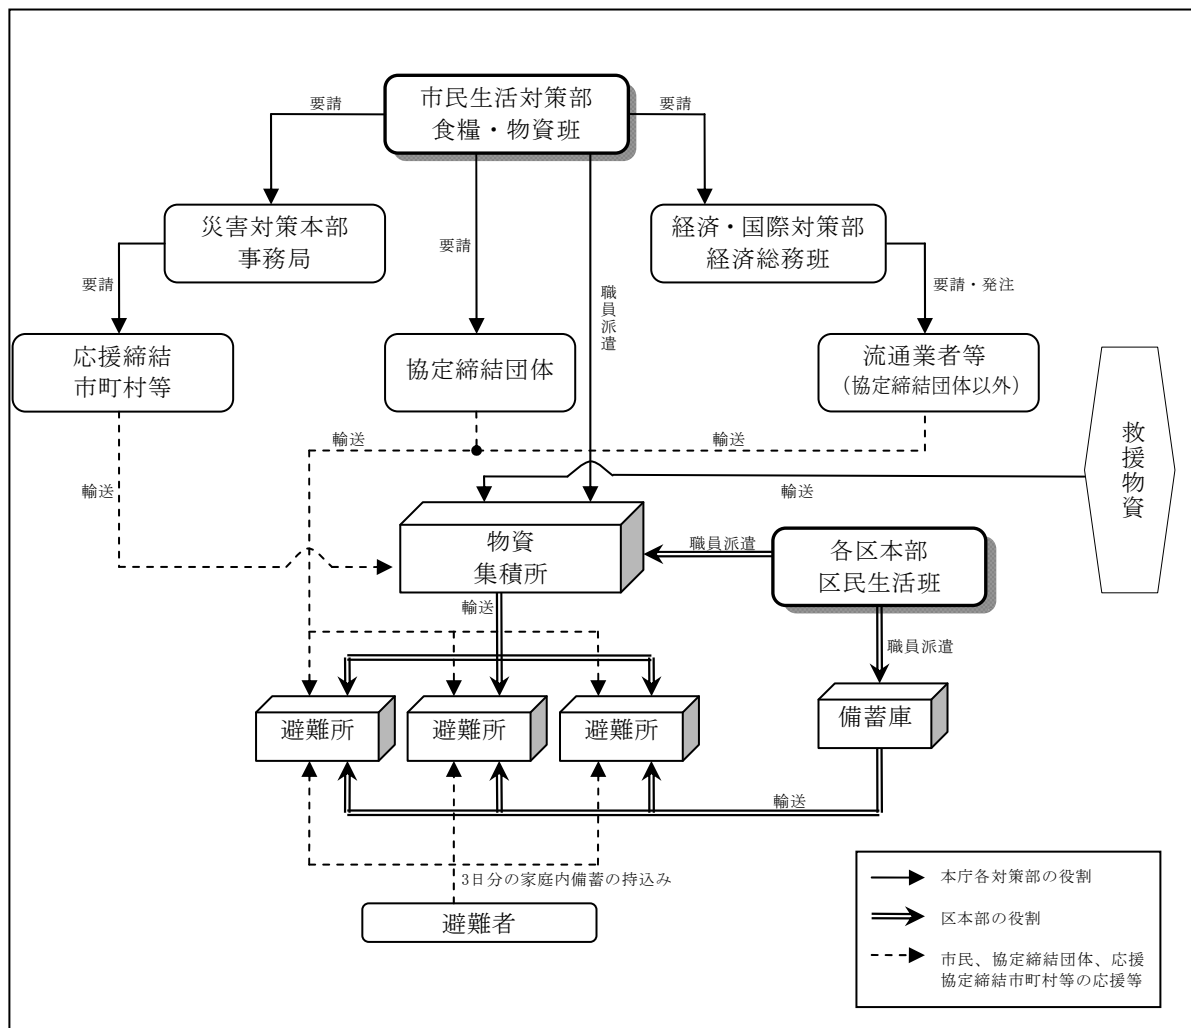 市民生活対策部
食糧・物資班
要請
要請
災害対策本部
事務局
経済・国際対策部
経済総務班
要請
要請
職員派遣
要請・発注
応援締結
市町村等
協定締結団体
流通業者等
（協定締結団体以外）
救援物資
輸送
輸送
輸送
輸送
物資
集積所
職員派遣
各区本部
区民生活班
輸送
職員派遣
避難所
避難所
避難所
備蓄庫
輸送
3日分の家庭内備蓄の持込み
避難者
本庁各対策部の役割
区本部の役割
市民、協定締結団体、応援
協定締結市町村等の応援等